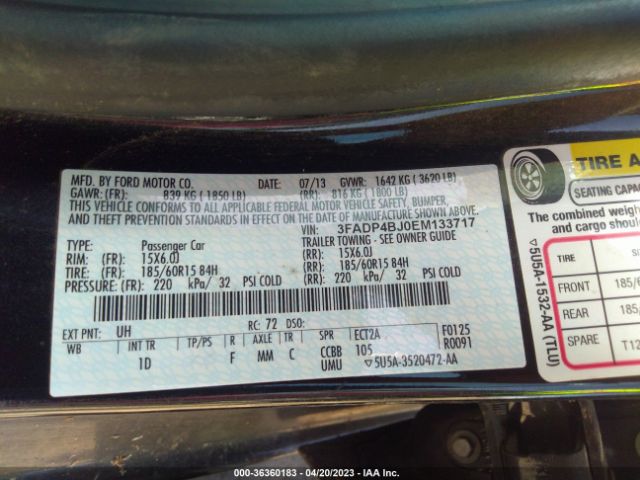 MFD. BY FORD MOTOR CO. DATE: 07/13 GVWR: 1642 KG ( 3620 LB)
GAWR: (FR): 839 KG ( 1850 LB) (RR): 816 KG ( 1800 LB)
THIS VEHICLE CONFORMS TO ALL APPLICABLE FEDERAL MOTOR VEHICLE SAFETY, BUMPER,
AND THEFT PREVENTION STANDARDS IN EFFECT ON THE DATE OF MANUFACTURE SHOWN ABOVE.
VIN: 3FADP4BJ0EM133717
TYPE: Passenger Car TRAILER TOWING - SEE OWNER GUIDE
RIM: (FR): 15X6.0J (RR): 15X6.0J
TIRE: (FR): 185/60R15 84H (RR): 185/60R15 84H
PRESSURE: (FR): 220 kPa/ 32 PSI COLD (RR): 220 kPa/ 32 PSI COLD
EXT PNT: UH RC: 72 DSO: F0125
WB INT TR TP/PS R AXLE TR SPR ECT2A R0091
1D F MM C CCBB 105
UMU ▽5U5A-3520472-AA
TIRE A
SEATING CAPAC
The combined weight
and cargo should
▽5U5A-1532-AA (TLU)
TIRE SI
FRONT 185/6
REAR 185/
SPARE T12
000-36360183 - 04/20/2023 - IAA Inc.